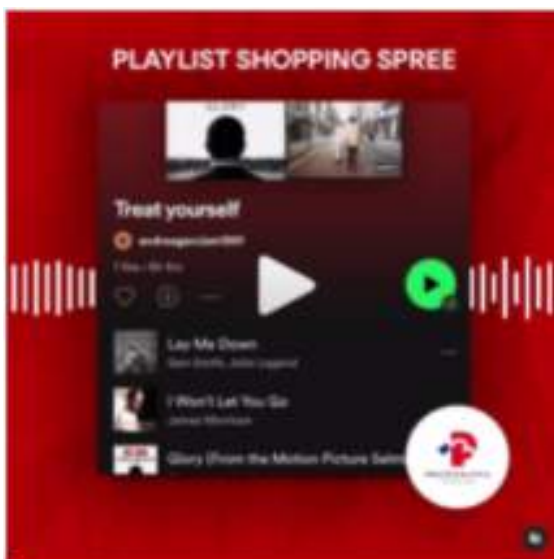 PLAYLIST SHOPPING SPREE
Treat yourself
Lay Me Down
Sam Smith, John Legend
I Won't Let You Go
James Morrison
Glory (From the Motion Picture Selm